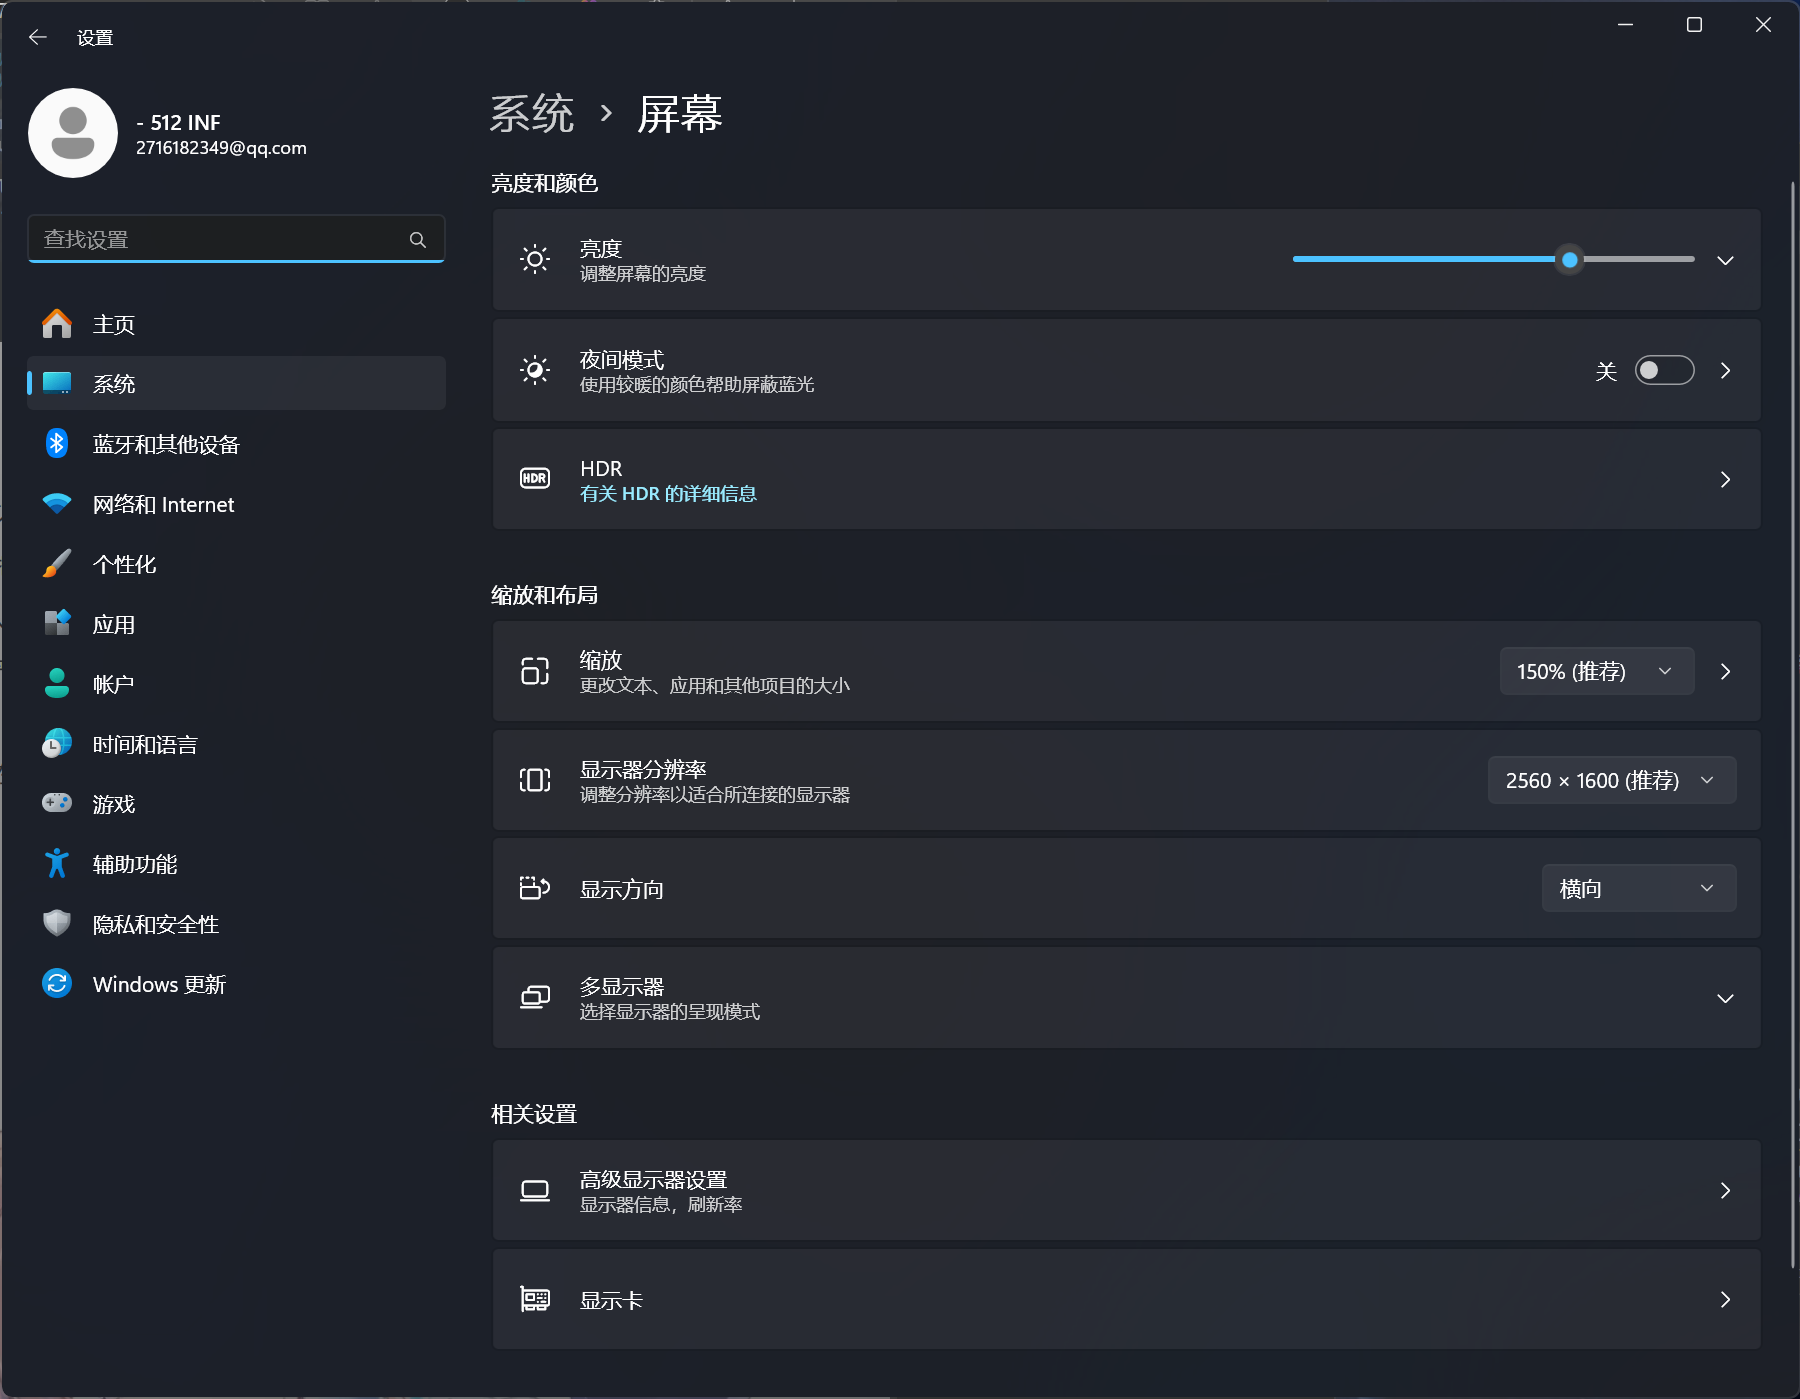 设置
- 512 INF
2716182349@qq.com
查找设置
主页
系统
蓝牙和其他设备
网络和 Internet
个性化
应用
帐户
时间和语言
游戏
辅助功能
隐私和安全性
Windows 更新
系统 › 屏幕
亮度和颜色
亮度
调整屏幕的亮度
夜间模式
使用较暖的颜色帮助屏蔽蓝光
关
HDR
HDR
有关 HDR 的详细信息
缩放和布局
缩放
更改文本、应用和其他项目的大小
150% (推荐)
显示器分辨率
调整分辨率以适合所连接的显示器
2560 × 1600 (推荐)
显示方向
横向
多显示器
选择显示器的呈现模式
相关设置
高级显示器设置
显示器信息，刷新率
显示卡